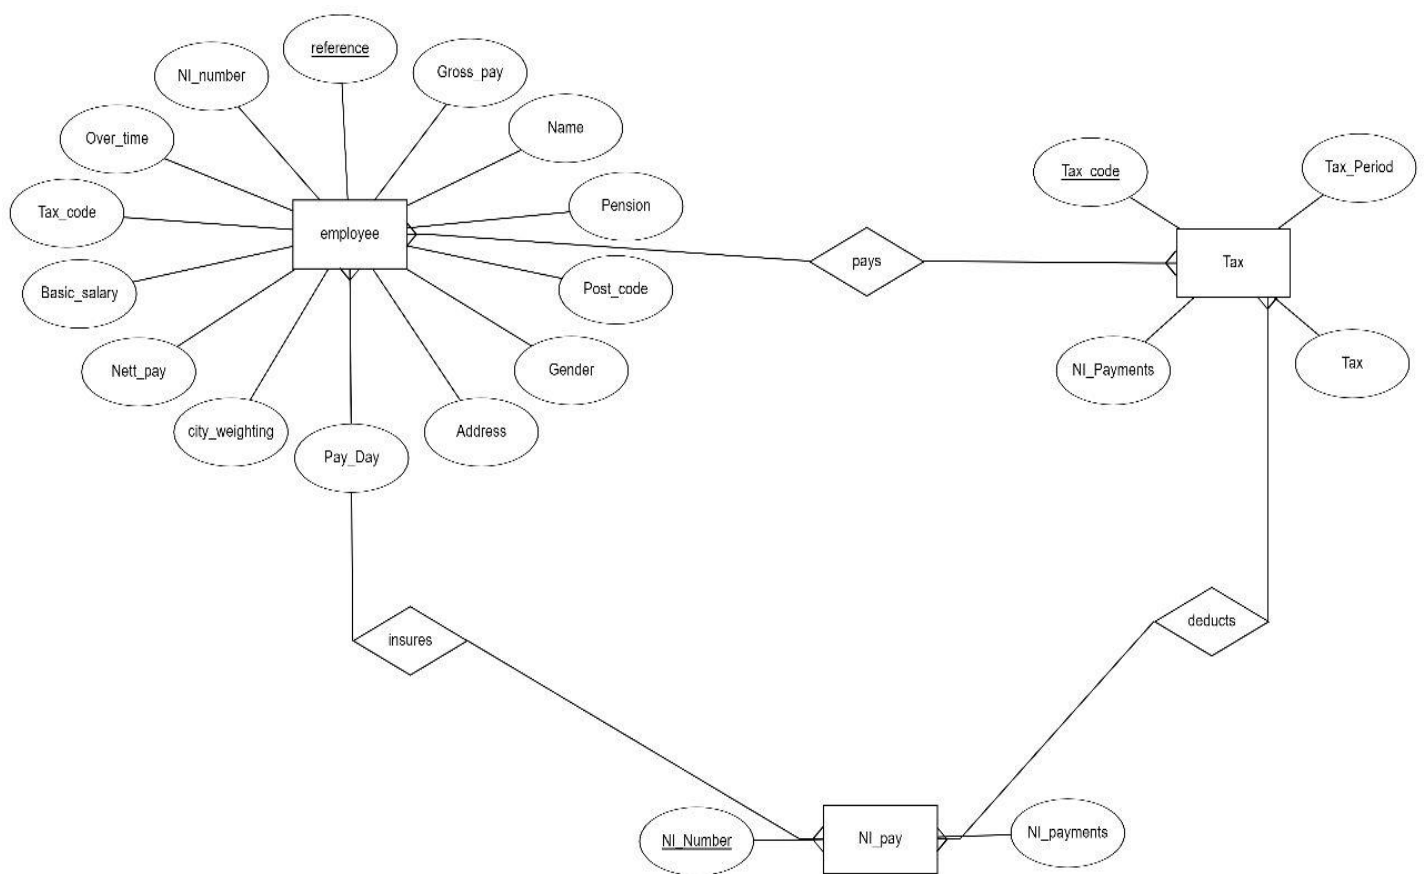 reference
Gross_pay
NI_number
Name
Over_time
Tax_code
Tax_Period
Pension
Tax_code
employee
pays
Tax
Post_code
Basic_salary
Nett_pay
Gender
NI_Payments
Tax
city_weighting
Address
Pay_Day
deducts
insures
NI_Number
NI_pay
NI_payments